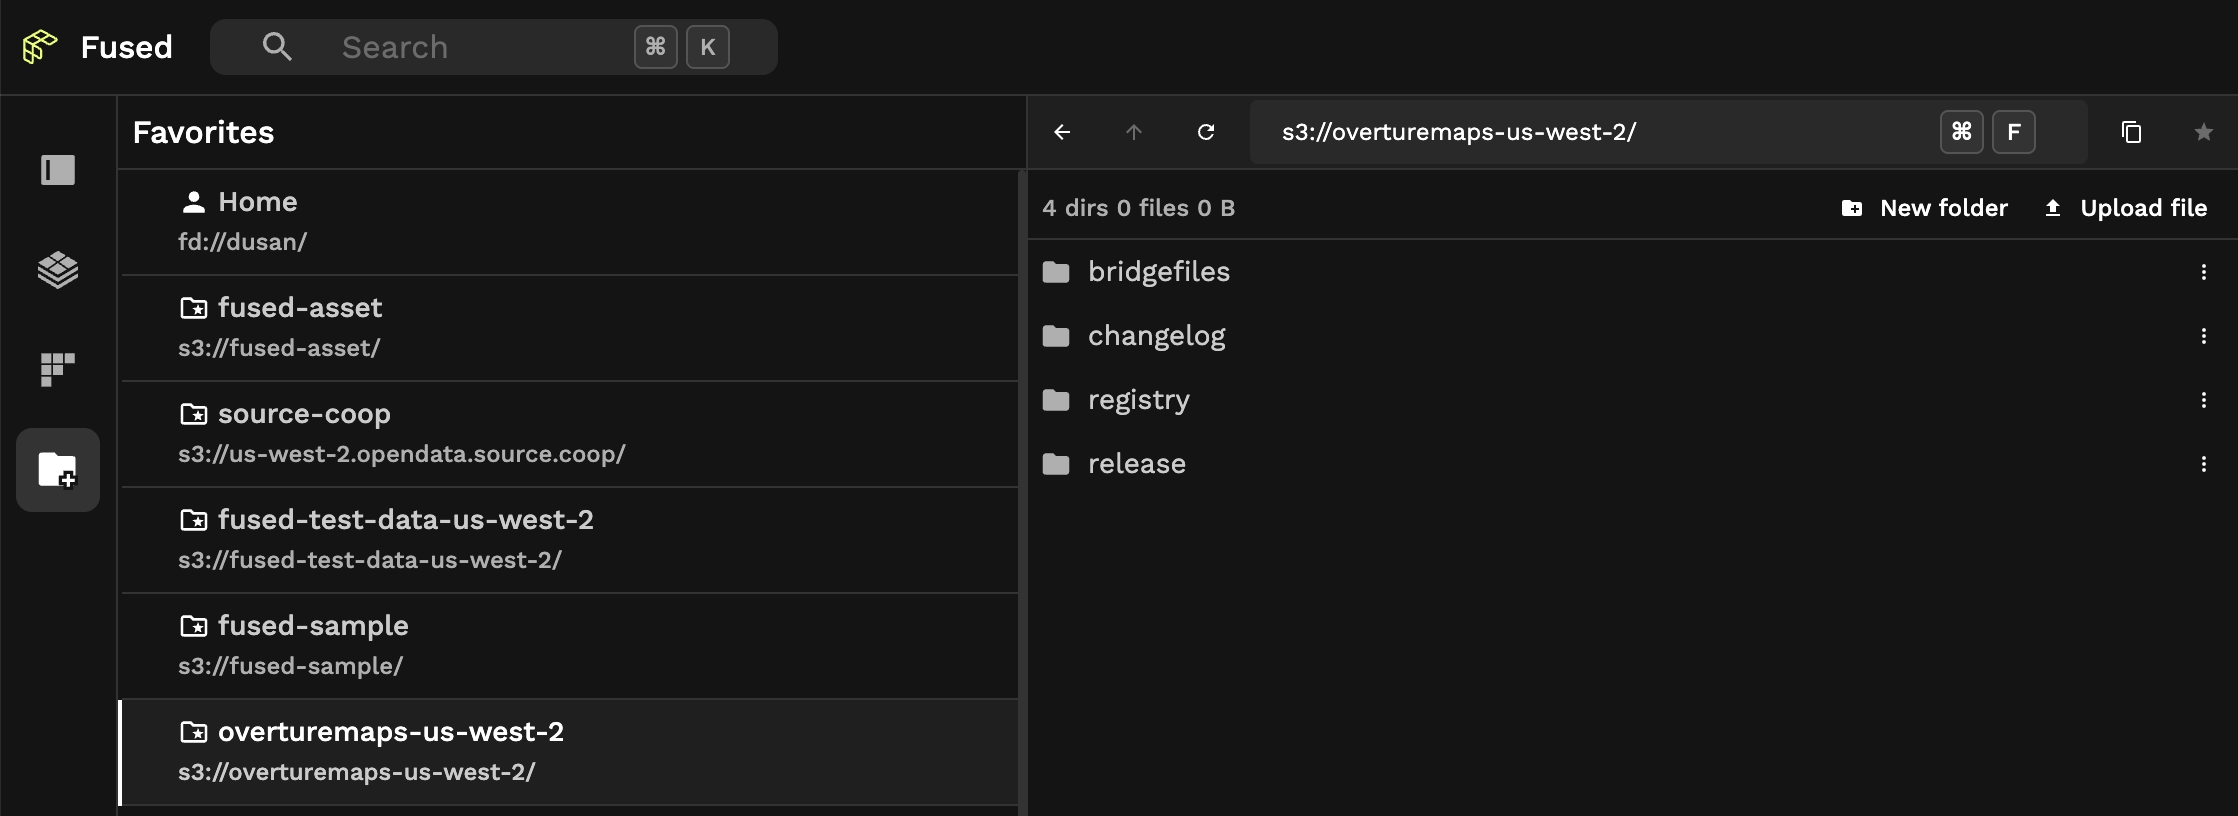 Fused
Search ⌘ K
Favorites
Home
fd://dusan/
fused-asset
s3://fused-asset/
source-coop
s3://us-west-2.opendata.source.coop/
fused-test-data-us-west-2
s3://fused-test-data-us-west-2/
fused-sample
s3://fused-sample/
overturemaps-us-west-2
s3://overturemaps-us-west-2/
s3://overturemaps-us-west-2/ ⌘ F
4 dirs 0 files 0 B New folder Upload file
bridgefiles
changelog
registry
release